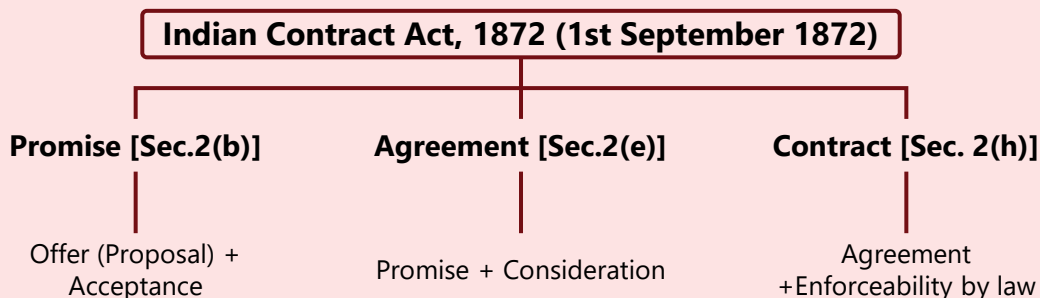 Indian Contract Act, 1872 (1st September 1872)
Promise [Sec.2(b)]
Agreement [Sec.2(e)]
Contract [Sec. 2(h)]
Offer (Proposal) +
Acceptance
Promise + Consideration
Agreement
+Enforceability by law